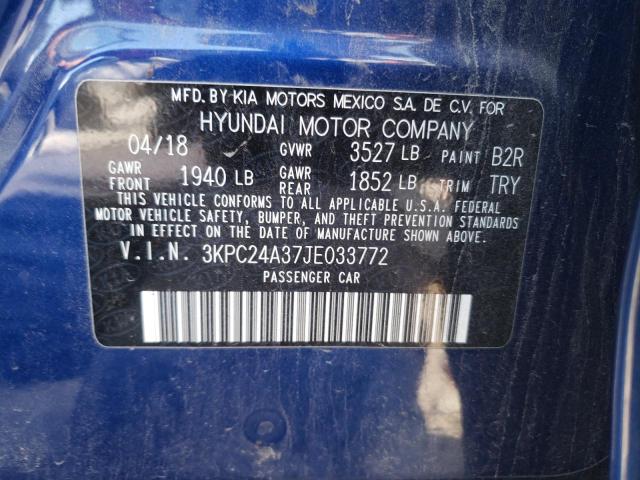 MFD. BY KIA MOTORS MEXICO S.A. DE C.V. FOR
HYUNDAI MOTOR COMPANY
04/18 GVWR 3527 LB PAINT B2R
GAWR FRONT 1940 LB GAWR REAR 1852 LB TRIM TRY
THIS VEHICLE CONFORMS TO ALL APPLICABLE U.S.A. FEDERAL
MOTOR VEHICLE SAFETY, BUMPER, AND THEFT PREVENTION STANDARDS
IN EFFECT ON THE DATE OF MANUFACTURE SHOWN ABOVE.
V.I.N. 3KPC24A37JE033772
PASSENGER CAR